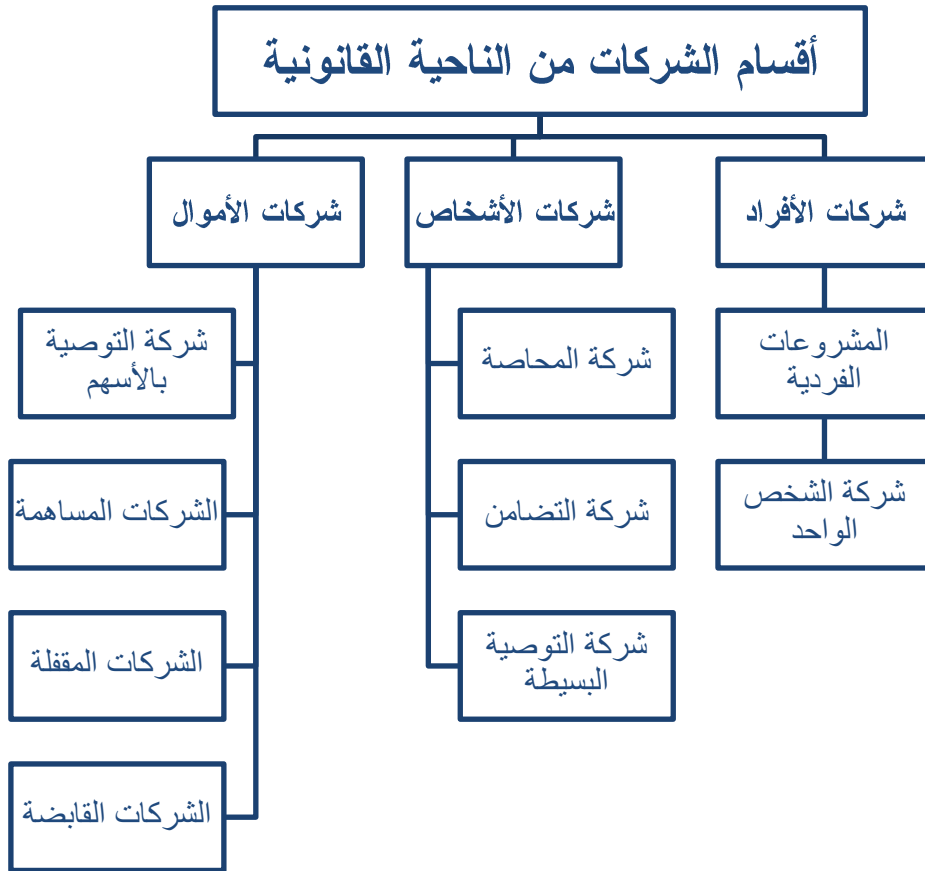 أقسام الشركات من الناحية القانونية
شركات الأفراد
شركات الأشخاص
شركات الأموال
المشروعات
الفردية
شركة الشخص
الواحد
شركة المحاصة
شركة التضامن
شركة التوصية
البسيطة
شركة التوصية
بالأسهم
الشركات المساهمة
الشركات المقفلة
الشركات القابضة